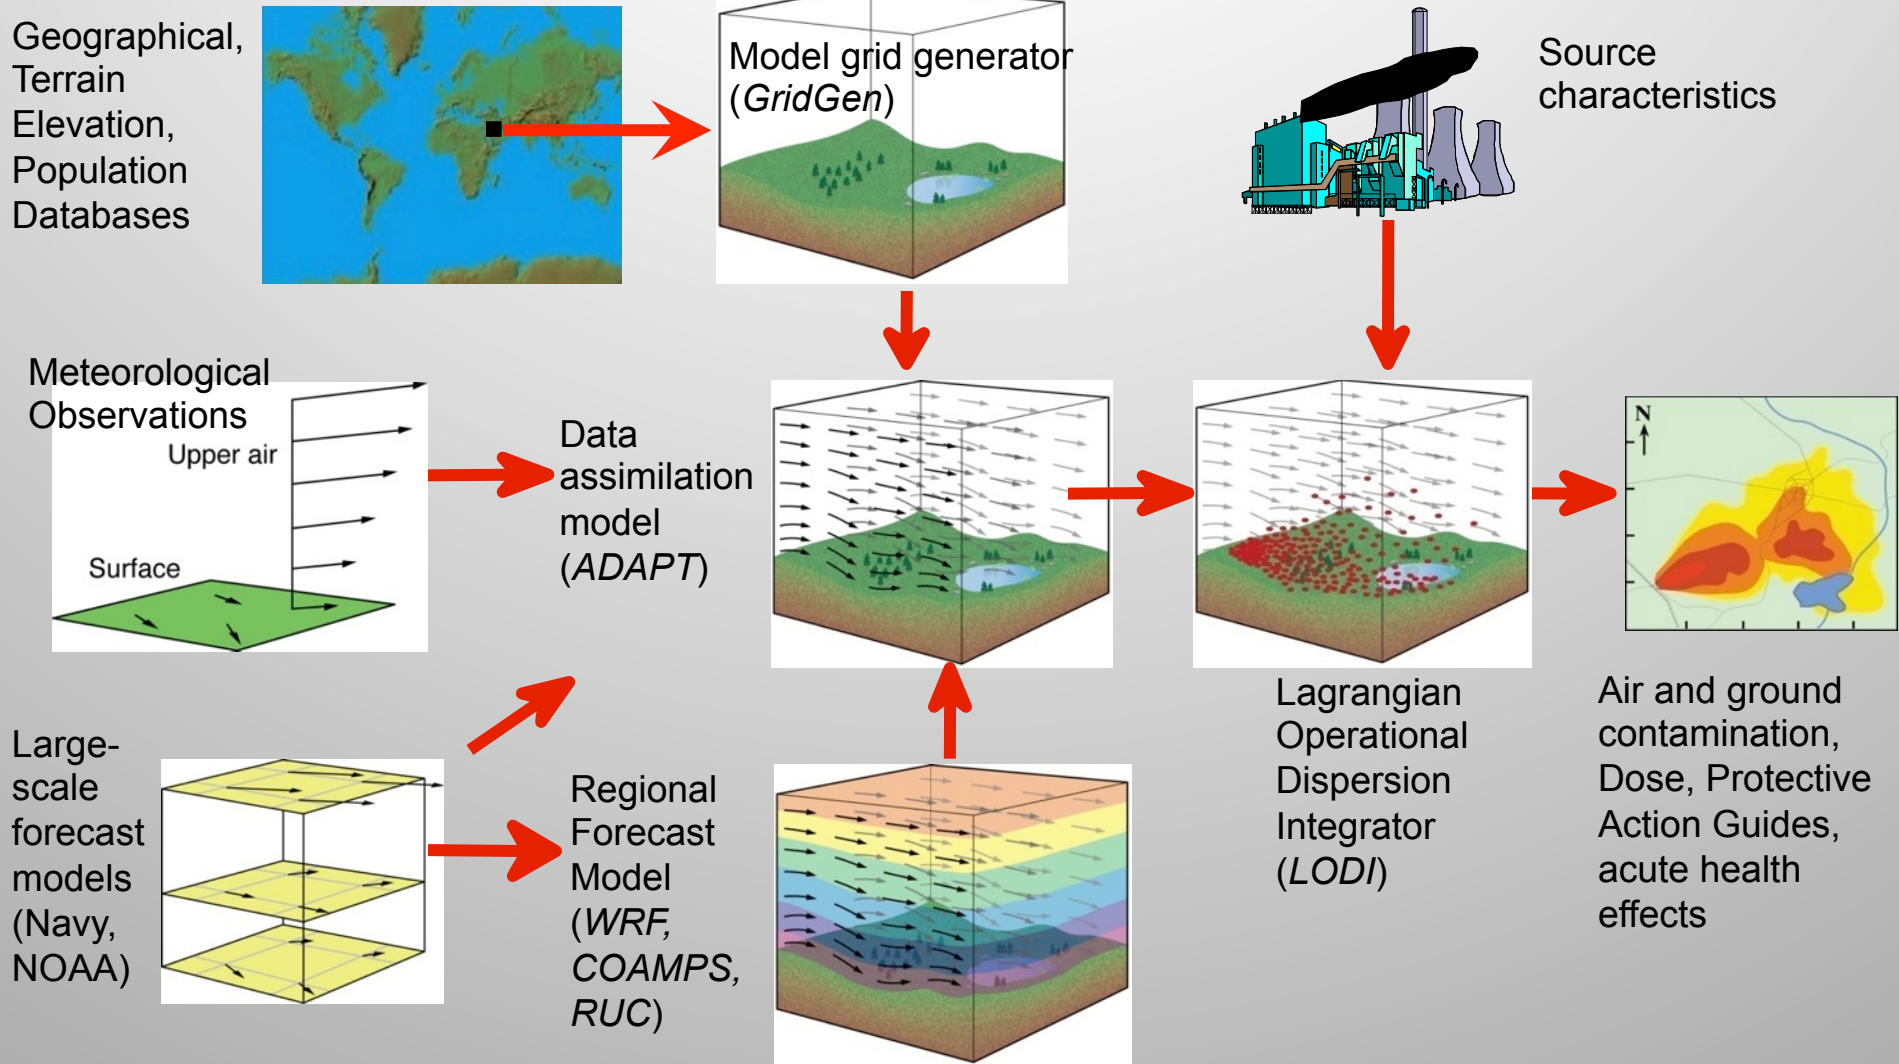 Geographical,
Terrain
Elevation,
Population
Databases
Model grid generator
(GridGen)
Source
characteristics
Meteorological
Observations
Upper air
Surface
Data
assimilation
model
(ADAPT)
N
Large-
scale
forecast
models
(Navy,
NOAA)
Regional
Forecast
Model
(WRF,
COAMPS,
RUC)
Lagrangian
Operational
Dispersion
Integrator
(LODI)
Air and ground
contamination,
Dose, Protective
Action Guides,
acute health
effects